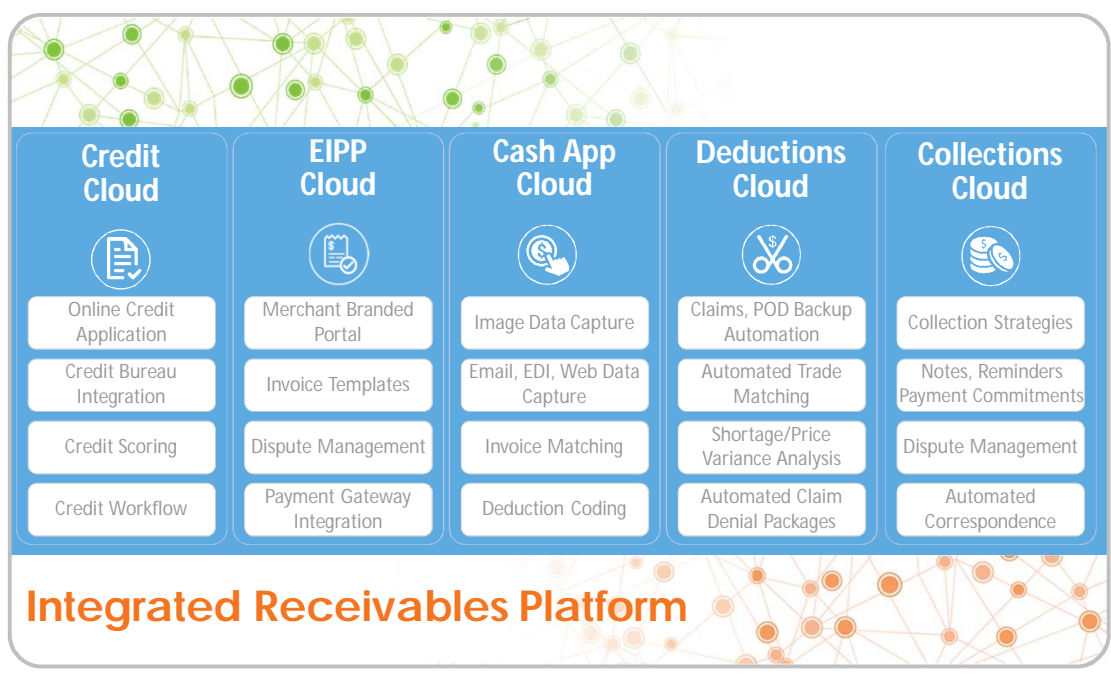 Credit
Cloud
Online Credit
Application
Credit Bureau
Integration
Credit Scoring
Credit Workflow
EIPP
Cloud
$
Merchant Branded
Portal
Invoice Templates
Dispute Management
Payment Gateway
Integration
Cash App
Cloud
$
Image Data Capture
Email, EDI, Web Data
Capture
Invoice Matching
Deduction Coding
Deductions
Cloud
$
Claims, POD Backup
Automation
Automated Trade
Matching
Shortage/Price
Variance Analysis
Automated Claim
Denial Packages
Collections
Cloud
$
$
Collection Strategies
Notes, Reminders
Payment Commitments
Dispute Management
Automated
Correspondence
Integrated Receivables Platform